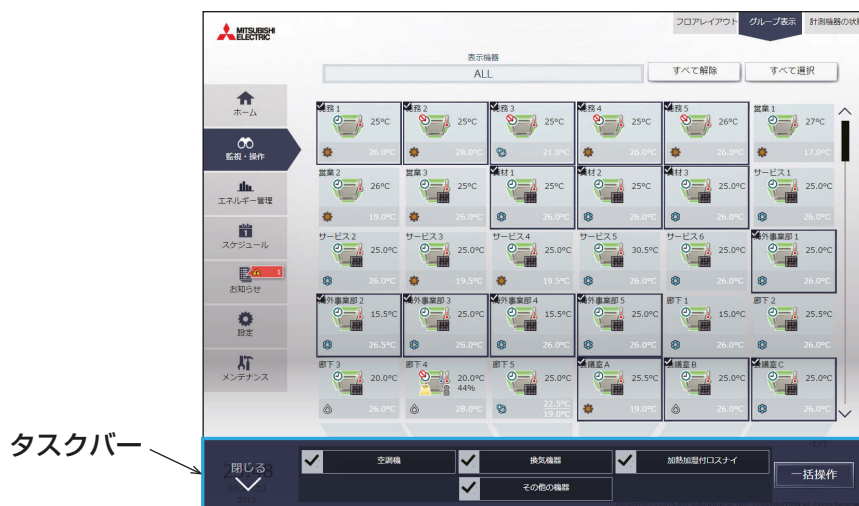 MITSUBISHI
ELECTRIC
フロアレイアウト グループ表示 計測機器の状
表示機器
ALL すべて解除 すべて選択
ホーム
監視・操作
エネルギー管理
スケジュール
1
お知らせ
設定
メンテナンス
務1 務2 務3 務4 務5 営業1
25℃ 25℃ 25℃ 25℃ 26℃ 27℃
26.0℃ 28.0℃ 21.0℃ 26.0℃ 26.0℃ 17.0℃
営業2 営業3 材1 材2 材3 サービス1
26℃ 25℃ 25℃ 25℃ 25.0℃ 25.0℃
19.0℃ 26.0℃ 26.0℃ 26.0℃ 26.0℃ 26.0℃
サービス2 サービス3 サービス4 サービス5 サービス6 外事業部1
25.0℃ 25.0℃ 25.0℃ 30.5℃ 25.0℃ 25.0℃
26.0℃ 19.5℃ 19.5℃ 26.0℃ 26.0℃ 26.0℃
外事業部2 外事業部3 外事業部4 外事業部5 廊下1 廊下2
15.5℃ 25.0℃ 15.5℃ 25.0℃ 15.0℃ 25.5℃
26.5℃ 26.0℃ 26.0℃ 26.0℃ 26.0℃ 26.0℃
廊下3 廊下4 廊下5 会議室A 会議室B 会議室C
20.0℃ 20.0℃ 25.0℃ 25.5℃ 25.0℃ 25.0℃
44%
26.0℃ 28.0℃ 22.5℃ 19.0℃ 26.0℃ 26.0℃
19.0℃
タスクバー
閉じる
空調機 換気機器 加熱加湿付ロスナイ
その他の機器
一括操作